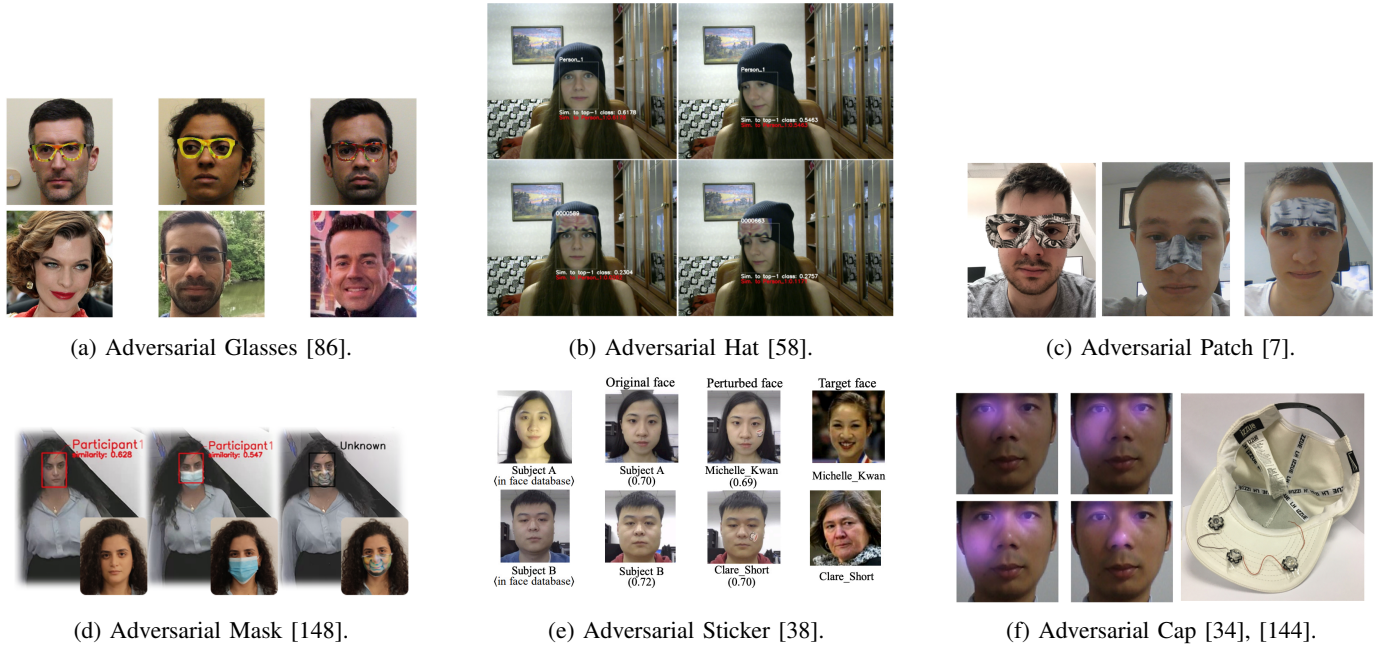 Person_1
Sim. to top-1 class: 0.6178
Person_1
Sim. to top-1 class: 0.5463
0000589
Sim. to top-1 class: 0.2304
0000663
Sim. to top-1 class: 0.2757
(a) Adversarial Glasses [86].
(b) Adversarial Hat [58].
(c) Adversarial Patch [7].
Participant1
similarity: 0.628
Participant1
similarity: 0.547
Unknown
(d) Adversarial Mask [148].
Original face
Perturbed face
Target face
Subject A
(in face database)
Subject A
(0.70)
Michelle_Kwan
(0.69)
Michelle_Kwan
Subject B
(in face database)
Subject B
(0.72)
Clare_Short
(0.70)
Clare_Short
(e) Adversarial Sticker [38].
IZZUE
(f) Adversarial Cap [34], [144].